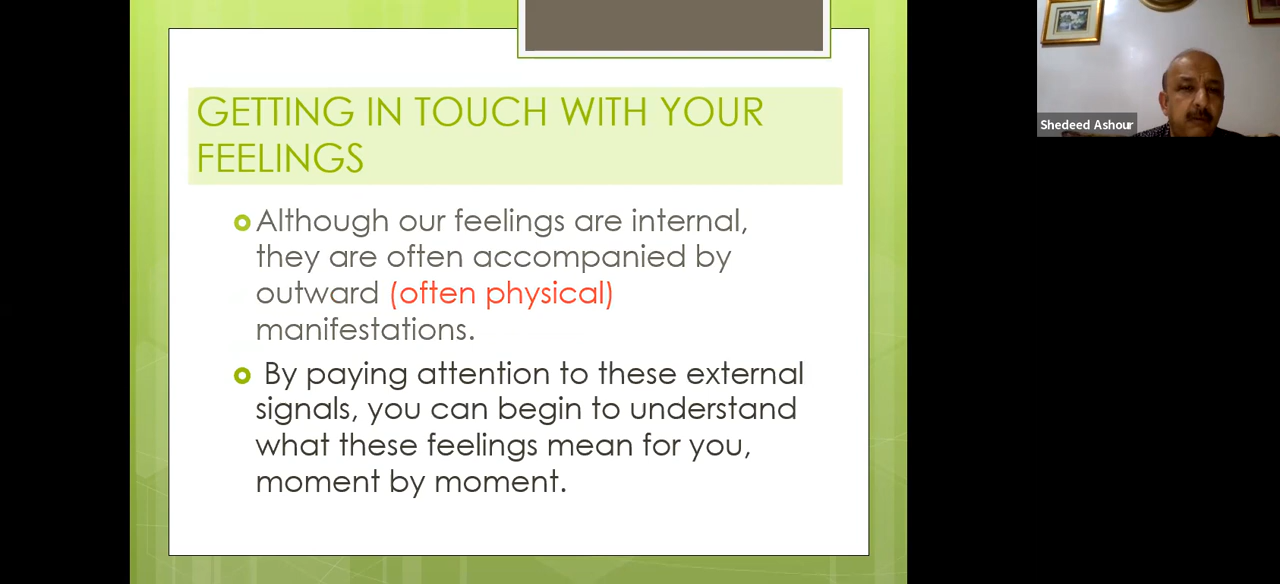 GETTING IN TOUCH WITH YOUR
FEELINGS
Although our feelings are internal,
they are often accompanied by
outward (often physical)
manifestations.
By paying attention to these external
signals, you can begin to understand
what these feelings mean for you,
moment by moment.
Shedeed Ashour